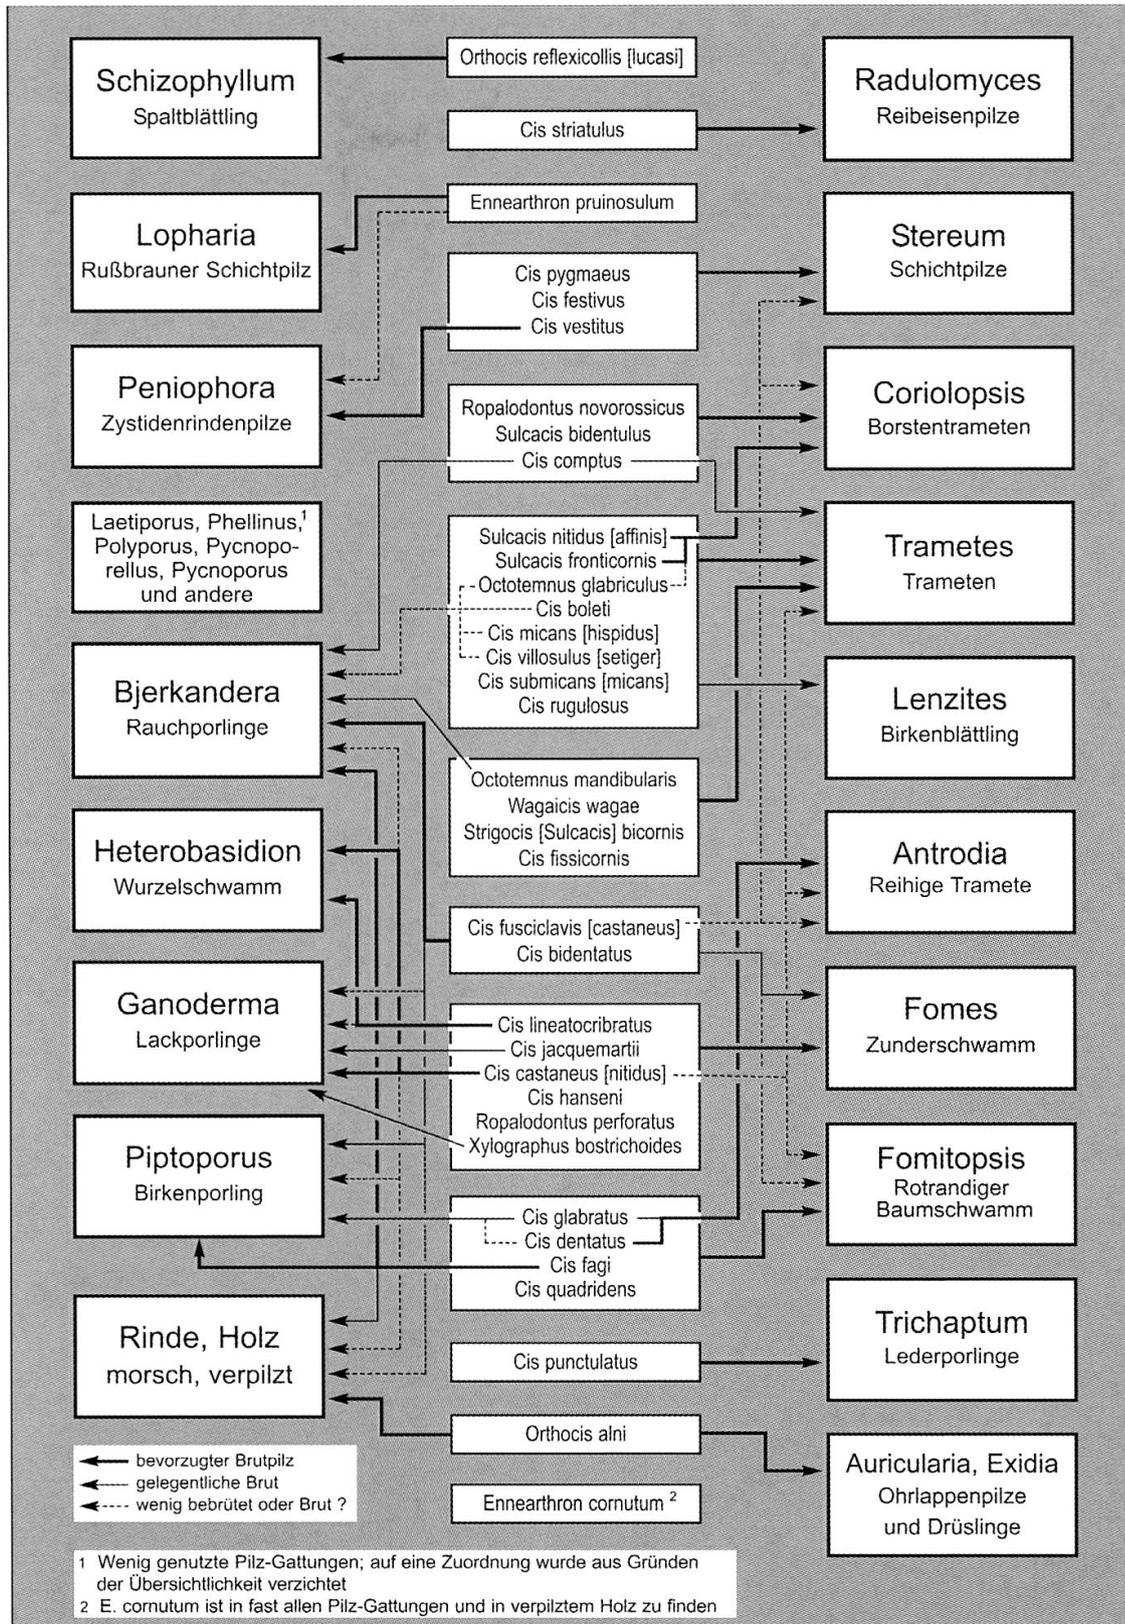 Schizophyllum
Spaltblättling
Lopharia
Rußbrauner Schichtpilz
Peniophora
Zystidenrindenpilze
Laetiporus, Phellinus,¹
Polyporus, Pycnopo-
rellus, Pycnoporus
und andere
Bjerkandera
Rauchporlinge
Heterobasidion
Wurzelschwamm
Ganoderma
Lackporlinge
Piptoporus
Birkenporling
Rinde, Holz
morsch, verpilzt
Orthocis reflexicollis [lucasi]
Cis striatulus
Ennearthron pruinosulum
Cis pygmaeus
Cis festivus
Cis vestitus
Ropalodontus novorossicus
Sulcacis bidentulus
Cis comptus
Sulcacis nitidus [affinis]
Sulcacis fronticornis
Octotemnus glabriculus
Cis boleti
Cis micans [hispidus]
Cis villosulus [setiger]
Cis submicans [micans]
Cis rugulosus
Octotemnus mandibularis
Wagaicis wagae
Strigocis [Sulcacis] bicornis
Cis fissicornis
Cis fusciclavis [castaneus]
Cis bidentatus
Cis lineatocribratus
Cis jacquemartii
Cis castaneus [nitidus]
Cis hanseni
Ropalodontus perforatus
Xylographus bostrichoides
Cis glabratus
Cis dentatus
Cis fagi
Cis quadridens
Cis punctulatus
Orthocis alni
Ennearthron cornutum ²
Radulomyces
Reibeisenpilze
Stereum
Schichtpilze
Coriolopsis
Borstentrameten
Trametes
Trameten
Lenzites
Birkenblättling
Antrodia
Reihige Tramete
Fomes
Zunderschwamm
Fomitopsis
Rotrandiger
Baumschwamm
Trichaptum
Lederporlinge
Auricularia, Exidia
Ohrlappenpilze
und Drüslinge
bevorzugter Brutpilz
gelegentliche Brut
wenig bebrütet oder Brut ?
1 Wenig genutzte Pilz-Gattungen; auf eine Zuordnung wurde aus Gründen
der Übersichtlichkeit verzichtet
2 E. cornutum ist in fast allen Pilz-Gattungen und in verpilztem Holz zu finden